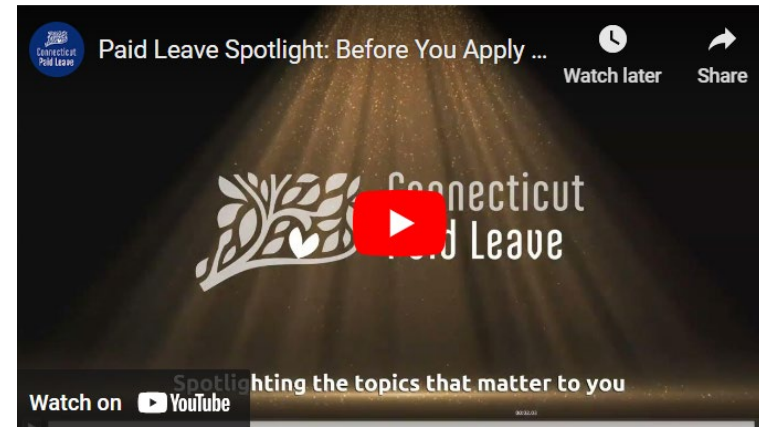 Connecticut
Paid Leave
Paid Leave Spotlight: Before You Apply ...
Watch later
Share
Connecticut
Paid Leave
Spotlighting the topics that matter to you
Watch on YouTube